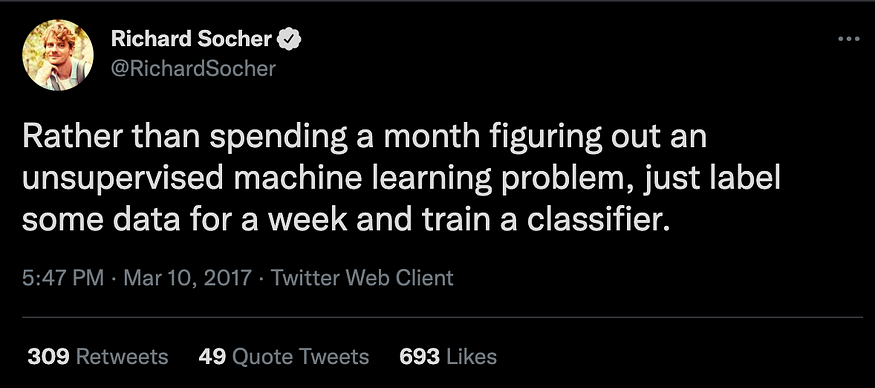 Richard Socher
@RichardSocher
Rather than spending a month figuring out an
unsupervised machine learning problem, just label
some data for a week and train a classifier.
5:47 PM · Mar 10, 2017 · Twitter Web Client
309 Retweets 49 Quote Tweets 693 Likes